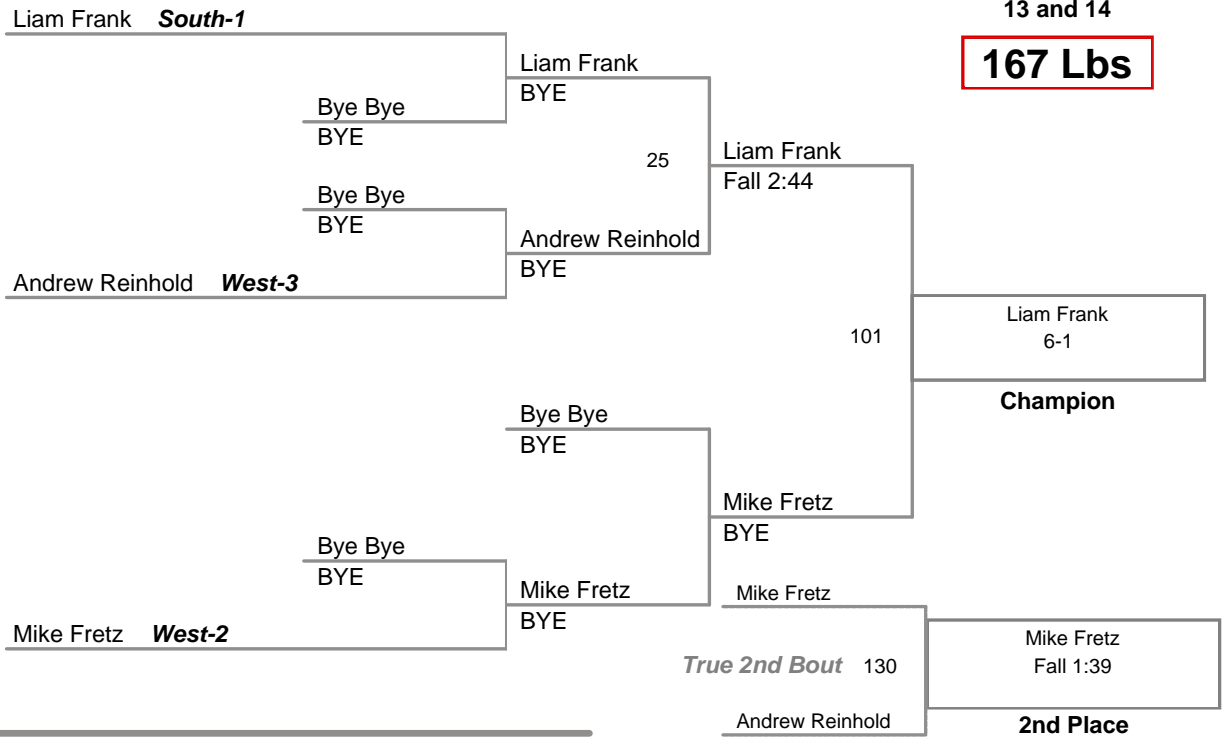 13 and 14
167 Lbs
Liam Frank South-1
Liam Frank
BYE
Bye Bye
BYE
25
Liam Frank
Fall 2:44
Bye Bye
BYE
Andrew Reinhold
BYE
Andrew Reinhold West-3
101
Liam Frank
6-1
Champion
Bye Bye
BYE
Mike Fretz
BYE
Bye Bye
BYE
Mike Fretz
BYE
Mike Fretz West-2
Mike Fretz
True 2nd Bout 130
Andrew Reinhold
Mike Fretz
Fall 1:39
2nd Place